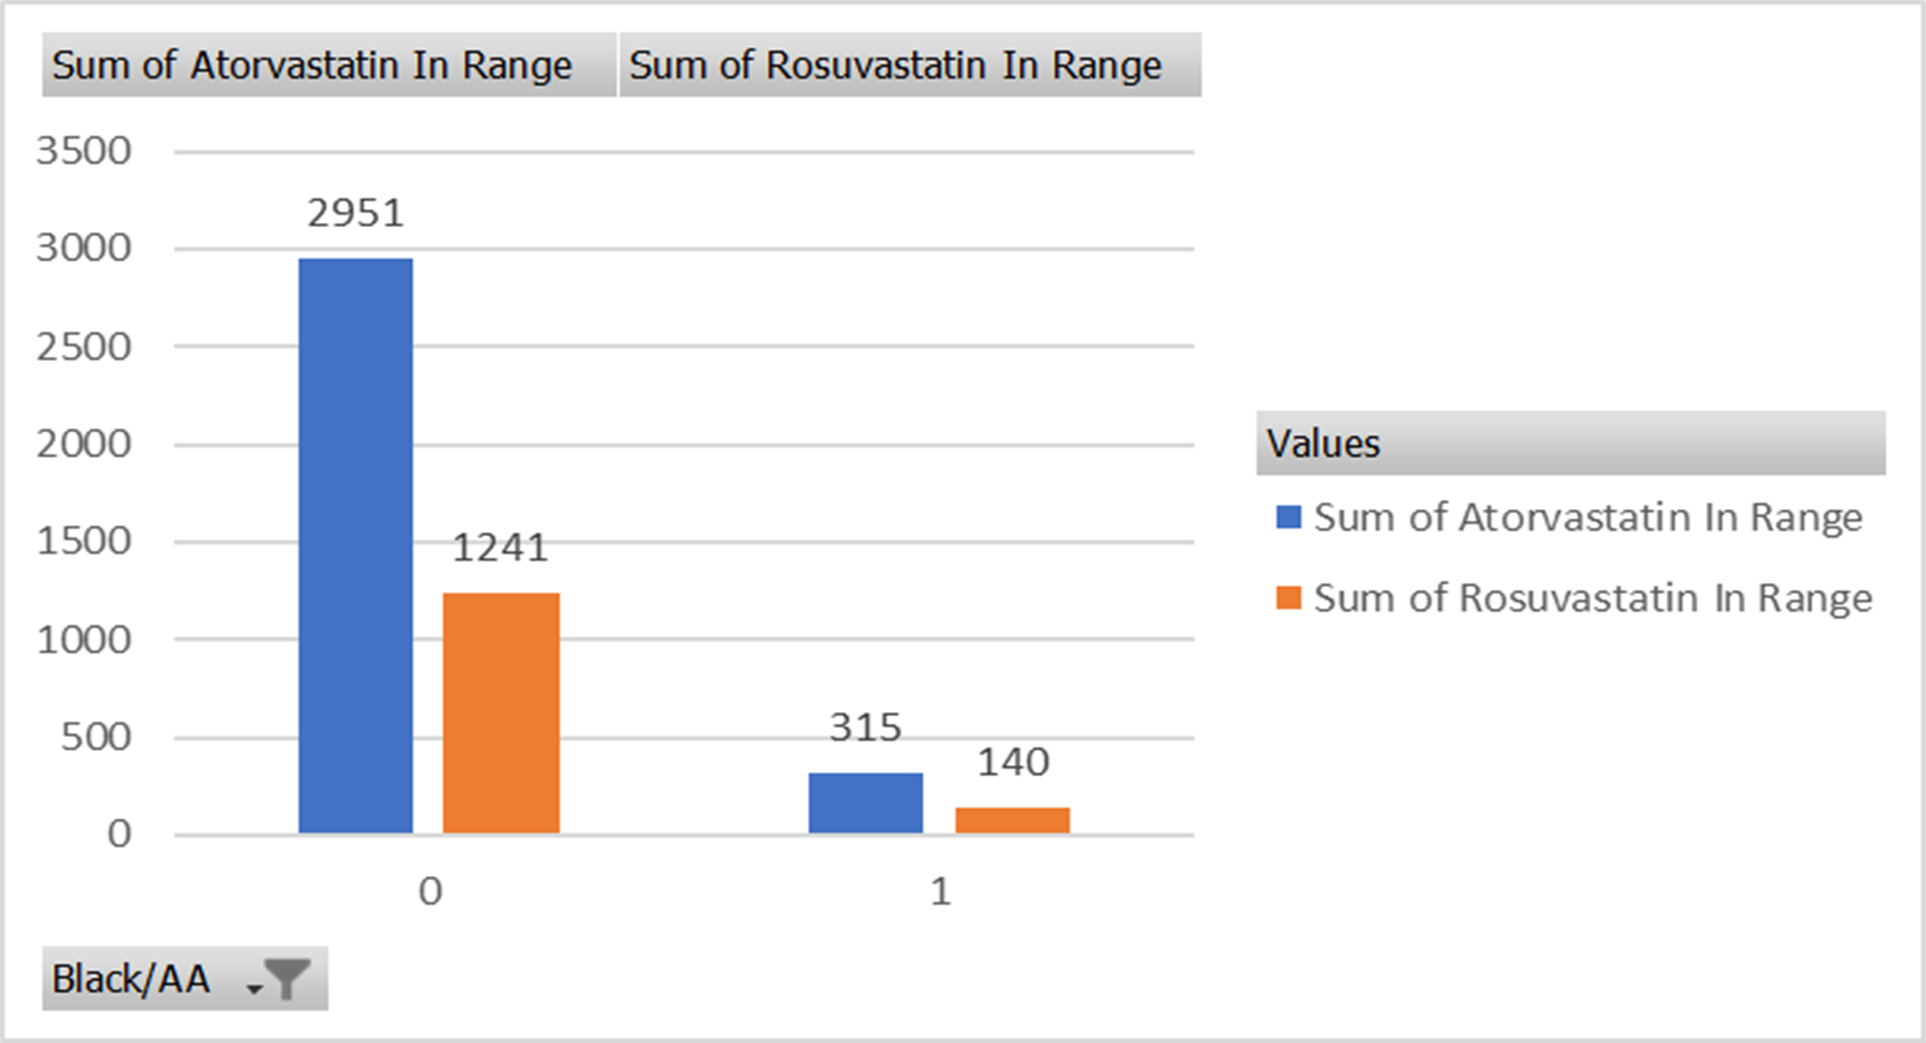 Sum of Atorvastatin In Range Sum of Rosuvastatin In Range
3500
2951
3000
2500
2000
1500
1241
1000
500
315
140
0
0 1
Black/AA
Values
Sum of Atorvastatin In Range
Sum of Rosuvastatin In Range